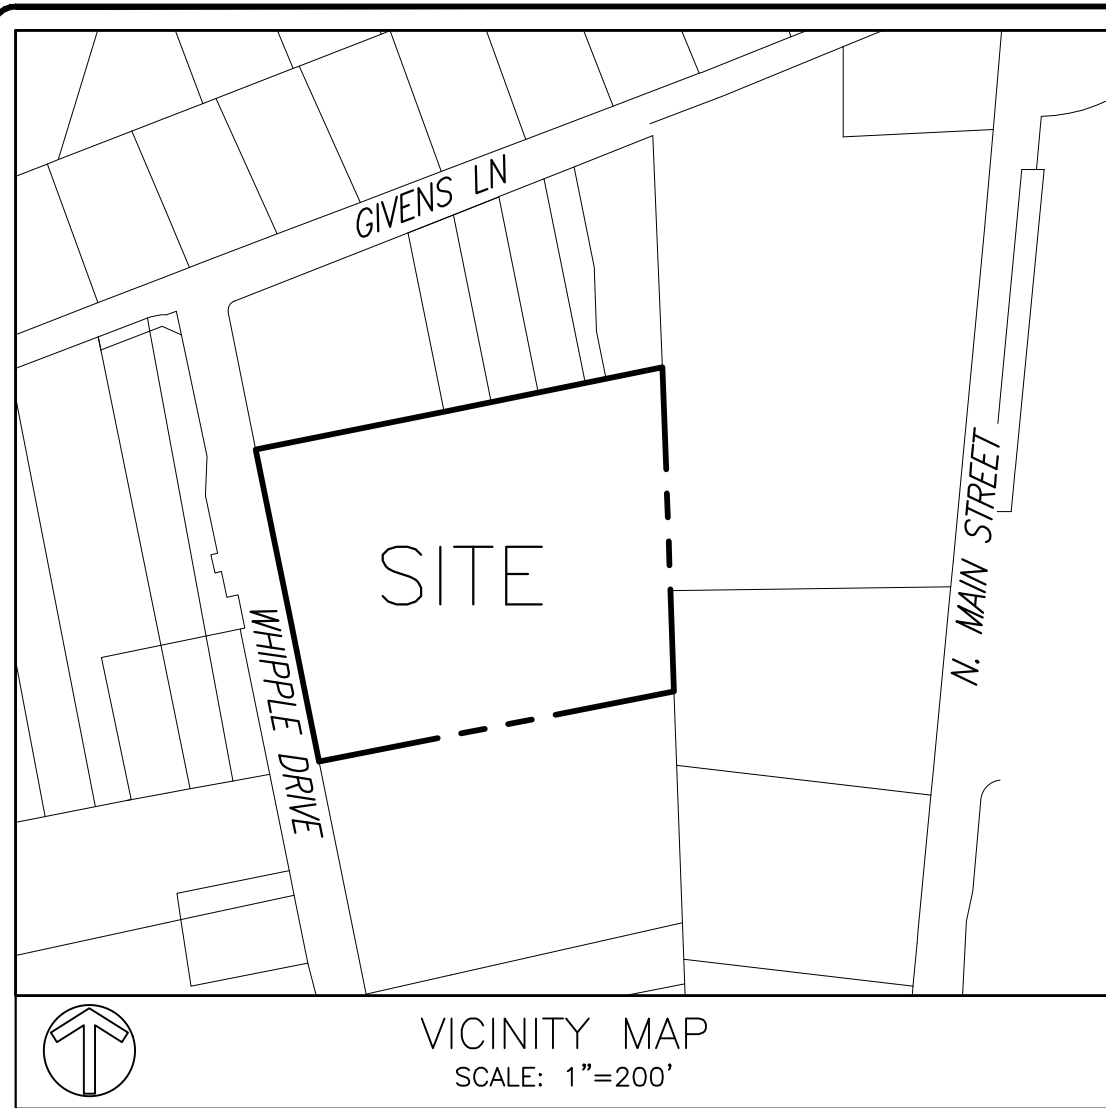 GIVENS LN
N. MAIN STREET
SITE
WHIPPLE DRIVE
VICINITY MAP
SCALE: 1"=200'